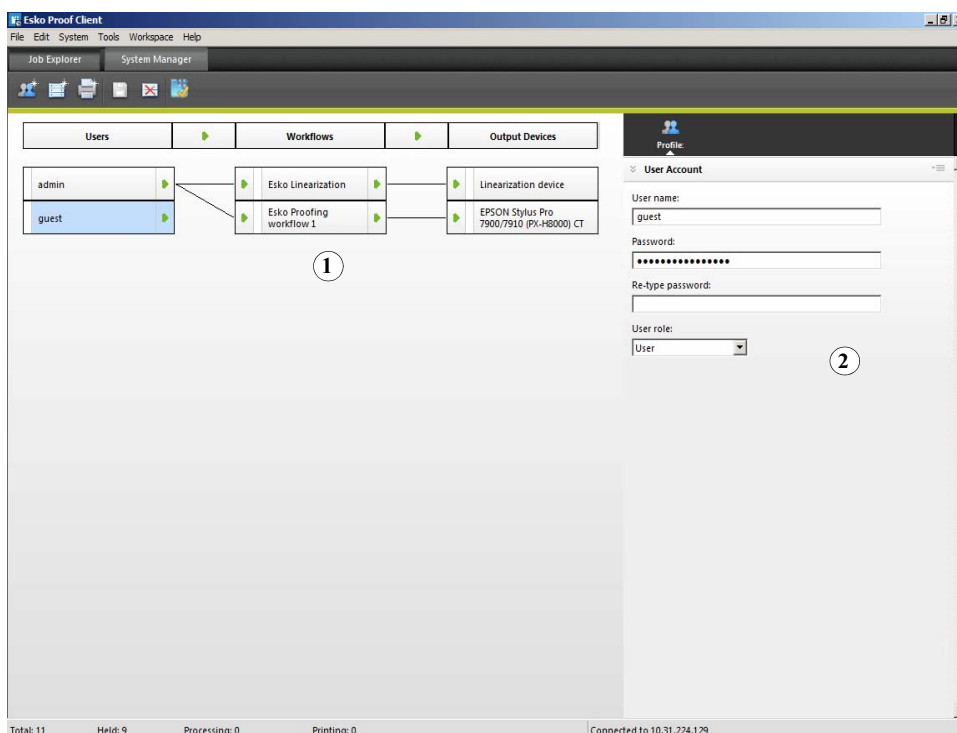 Esko Proof Client
File Edit System Tools Workspace Help
Job Explorer System Manager
Users Workflows Output Devices
admin Esko Linearization Linearization device
guest Esko Proofing workflow 1 EPSON Stylus Pro 7900/7910 (PX-H8000) CT
1
Profile:
User Account
User name:
guest
Password:
••••••••••••••••
Re-type password:
User role:
User
2
Total: 11 Held: 9 Processing: 0 Printing: 0 Connected to 10.31.224.129